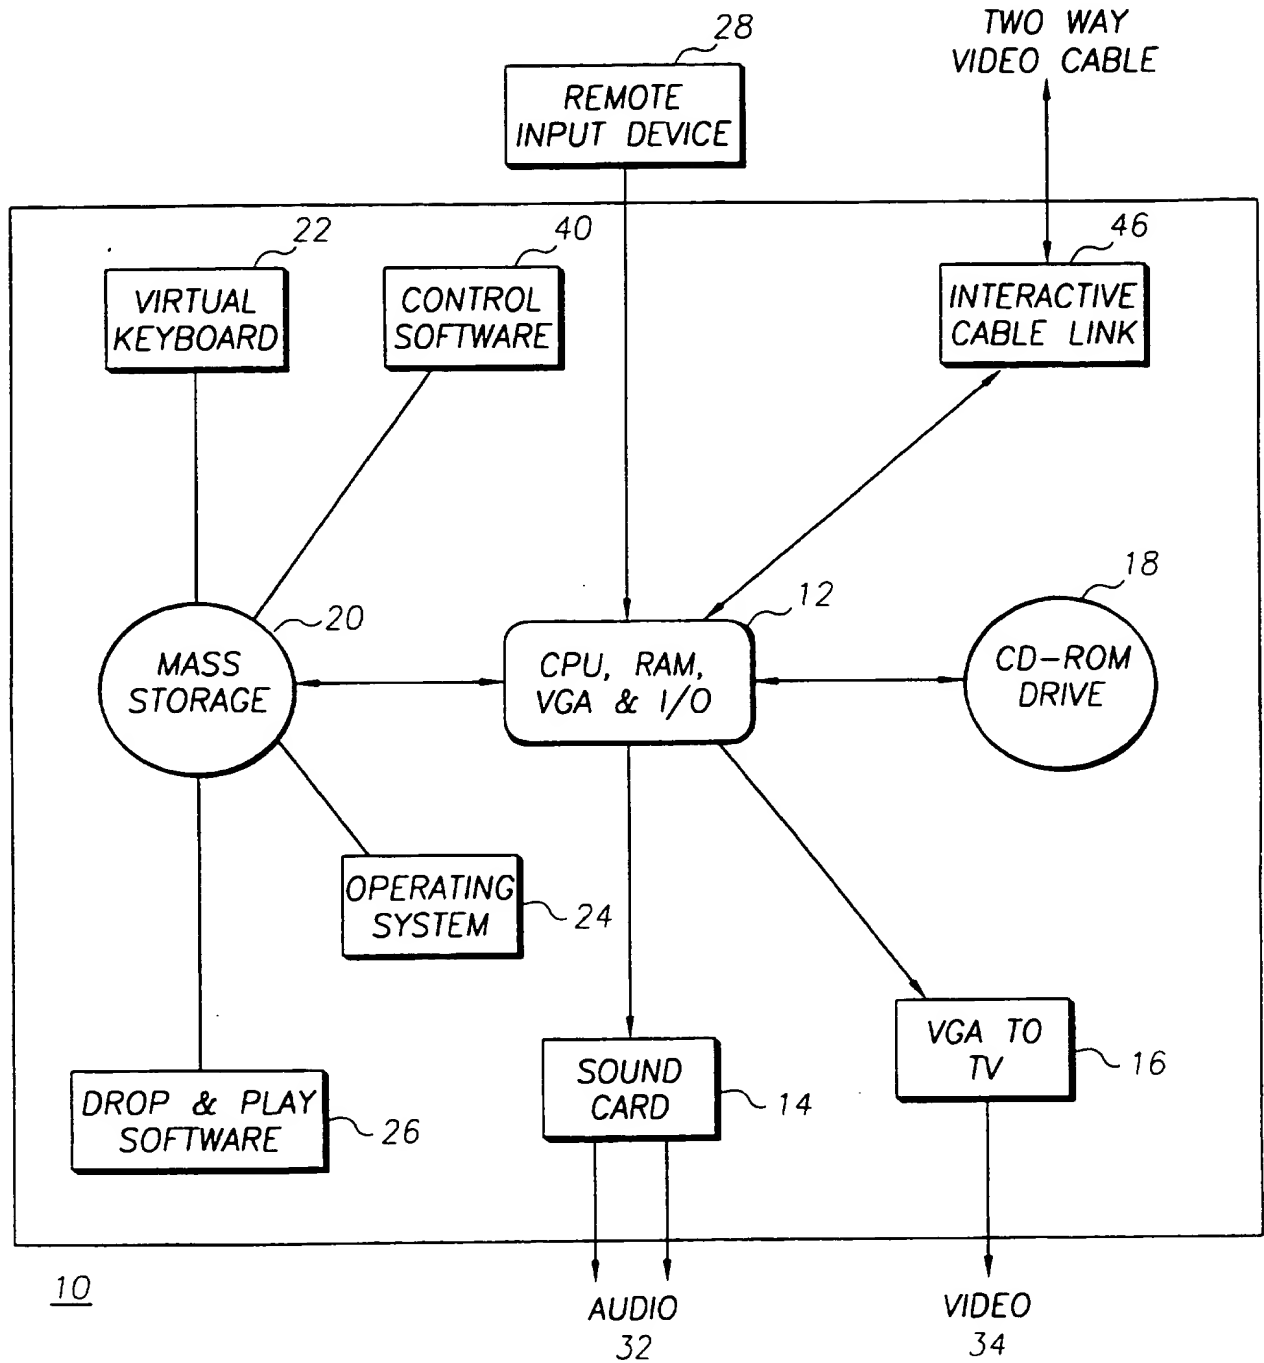 28
TWO WAY
VIDEO CABLE
REMOTE
INPUT DEVICE
22
40
46
VIRTUAL
KEYBOARD
CONTROL
SOFTWARE
INTERACTIVE
CABLE LINK
20
12
18
MASS
STORAGE
CPU, RAM,
VGA & I/O
CD-ROM
DRIVE
OPERATING
SYSTEM
24
VGA TO
TV
16
SOUND
CARD
14
DROP & PLAY
SOFTWARE
26
10
AUDIO
32
VIDEO
34